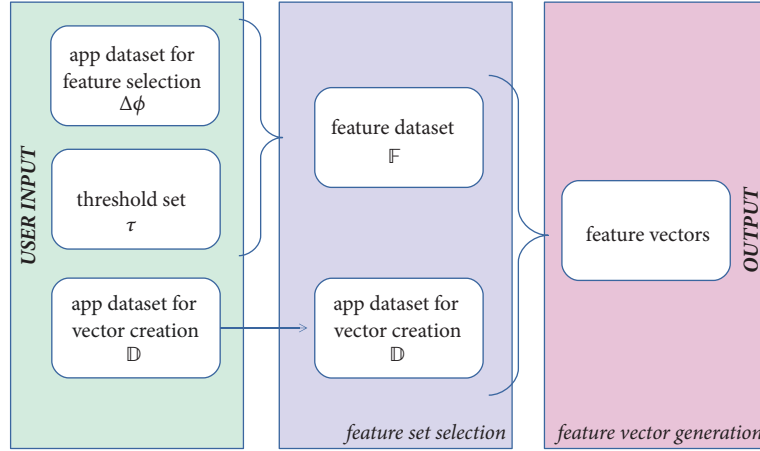 USER INPUT
app dataset for
feature selection
Δϕ
threshold set
τ
app dataset for
vector creation
𝔻
feature dataset
𝔽
app dataset for
vector creation
𝔻
feature set selection
feature vectors
OUTPUT
feature vector generation